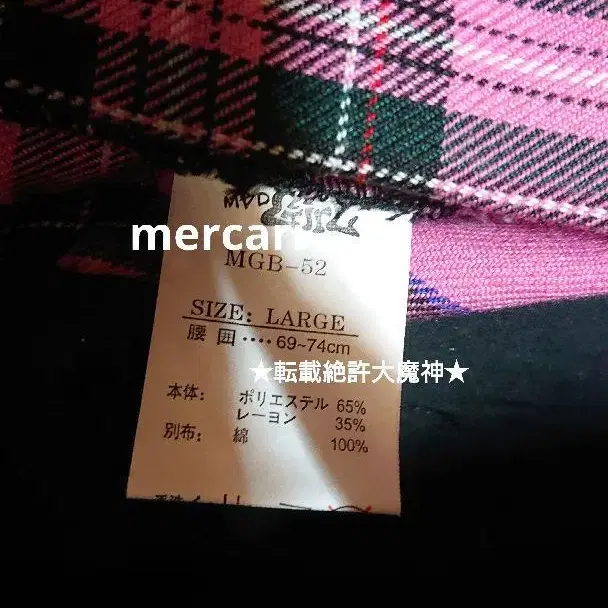 MAD
mercari
MGB-52
SIZE: LARGE
腰 囲 ‥‥ 69~74cm
★転載絶許大魔神★
本体: ポリエステル 65%
レーヨン 35%
別布: 綿 100%